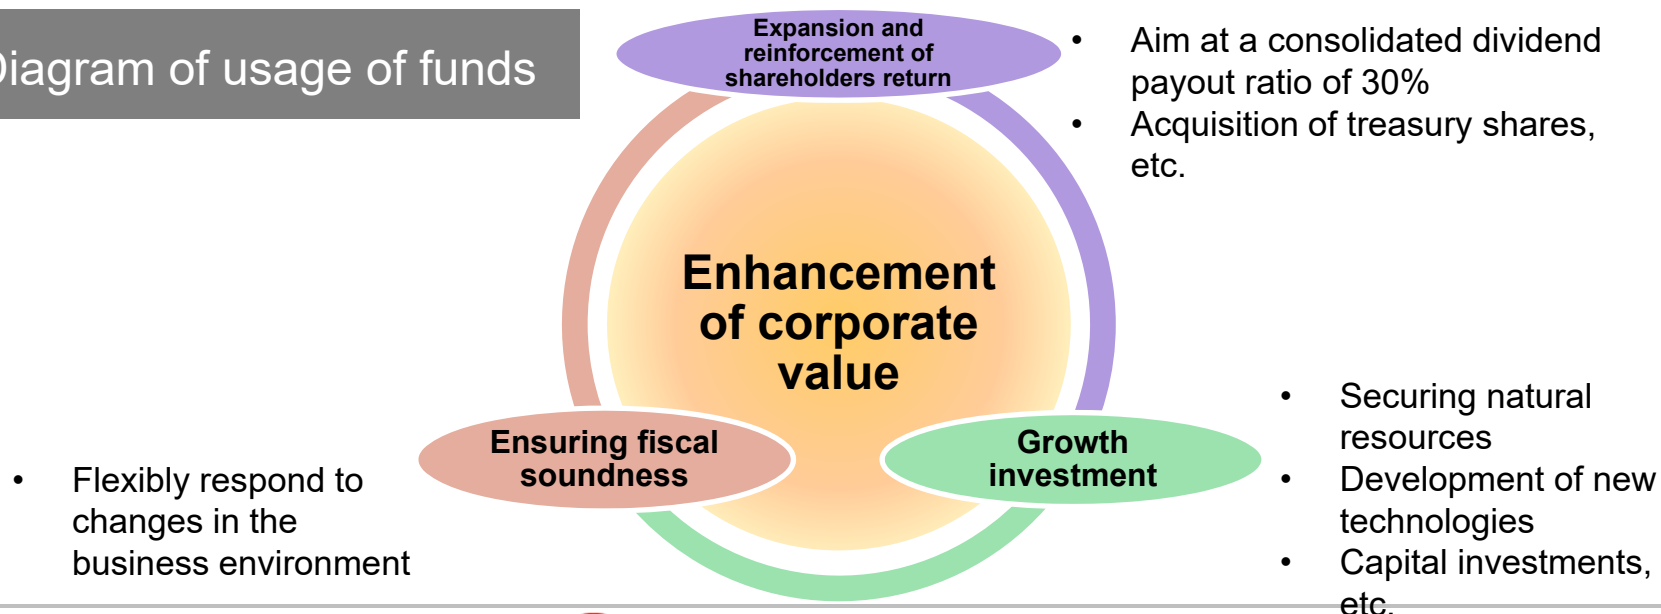 Diagram of usage of funds
Expansion and
reinforcement of
shareholders return
• Aim at a consolidated dividend
payout ratio of 30%
• Acquisition of treasury shares,
etc.
Enhancement
of corporate
value
Ensuring fiscal
soundness
• Flexibly respond to
changes in the
business environment
Growth
investment
• Securing natural
resources
• Development of new
technologies
• Capital investments,
etc.